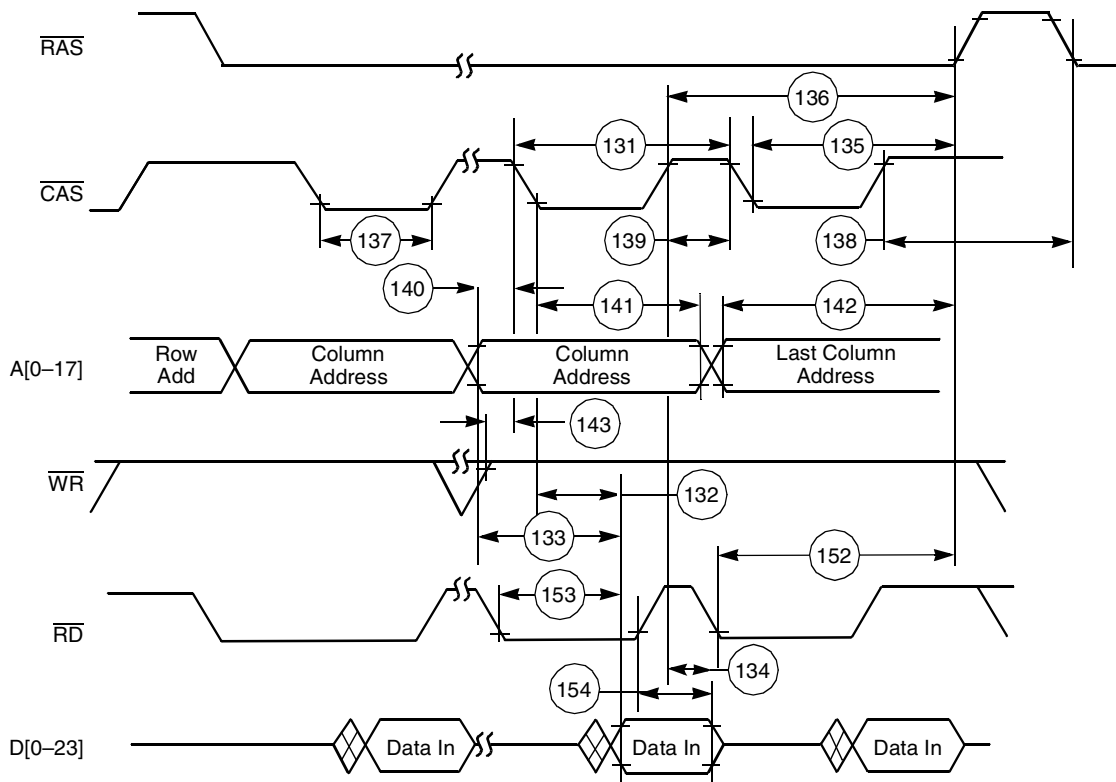 RAS
136
131
135
CAS
137
139
138
140
141
142
A[0–17]
Row
Add
Column
Address
Column
Address
Last Column
Address
143
WR
132
133
152
153
RD
134
154
D[0–23]
Data In
Data In
Data In